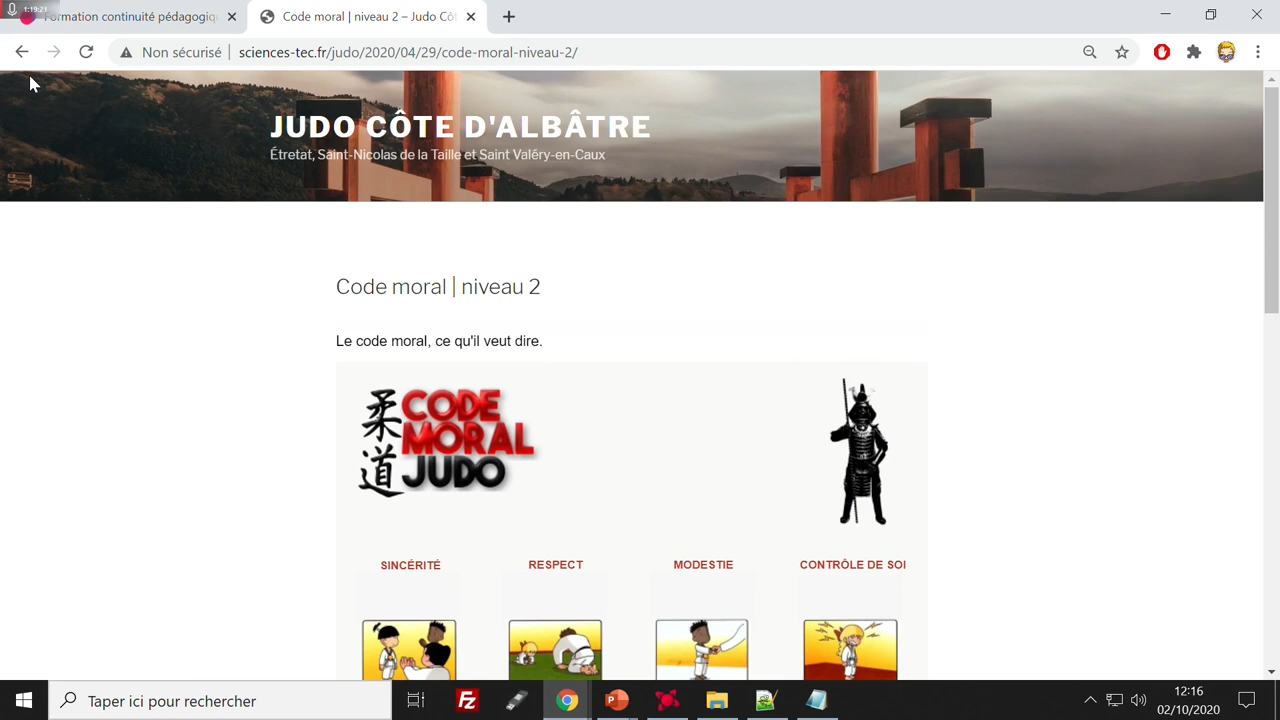 1:19:21
Formation continuité pédagogiq
Code moral | niveau 2 – Judo Côt
Non sécurisé
sciences-tec.fr/judo/2020/04/29/code-moral-niveau-2/
JUDO CÔTE D'ALBÂTRE
Étretat, Saint-Nicolas de la Taille et Saint Valéry-en-Caux
Code moral | niveau 2
Le code moral, ce qu'il veut dire.
柔道
CODE
MORAL
JUDO
SINCÉRITÉ
RESPECT
MODESTIE
CONTRÔLE DE SOI
Taper ici pour rechercher
12:16
02/10/2020